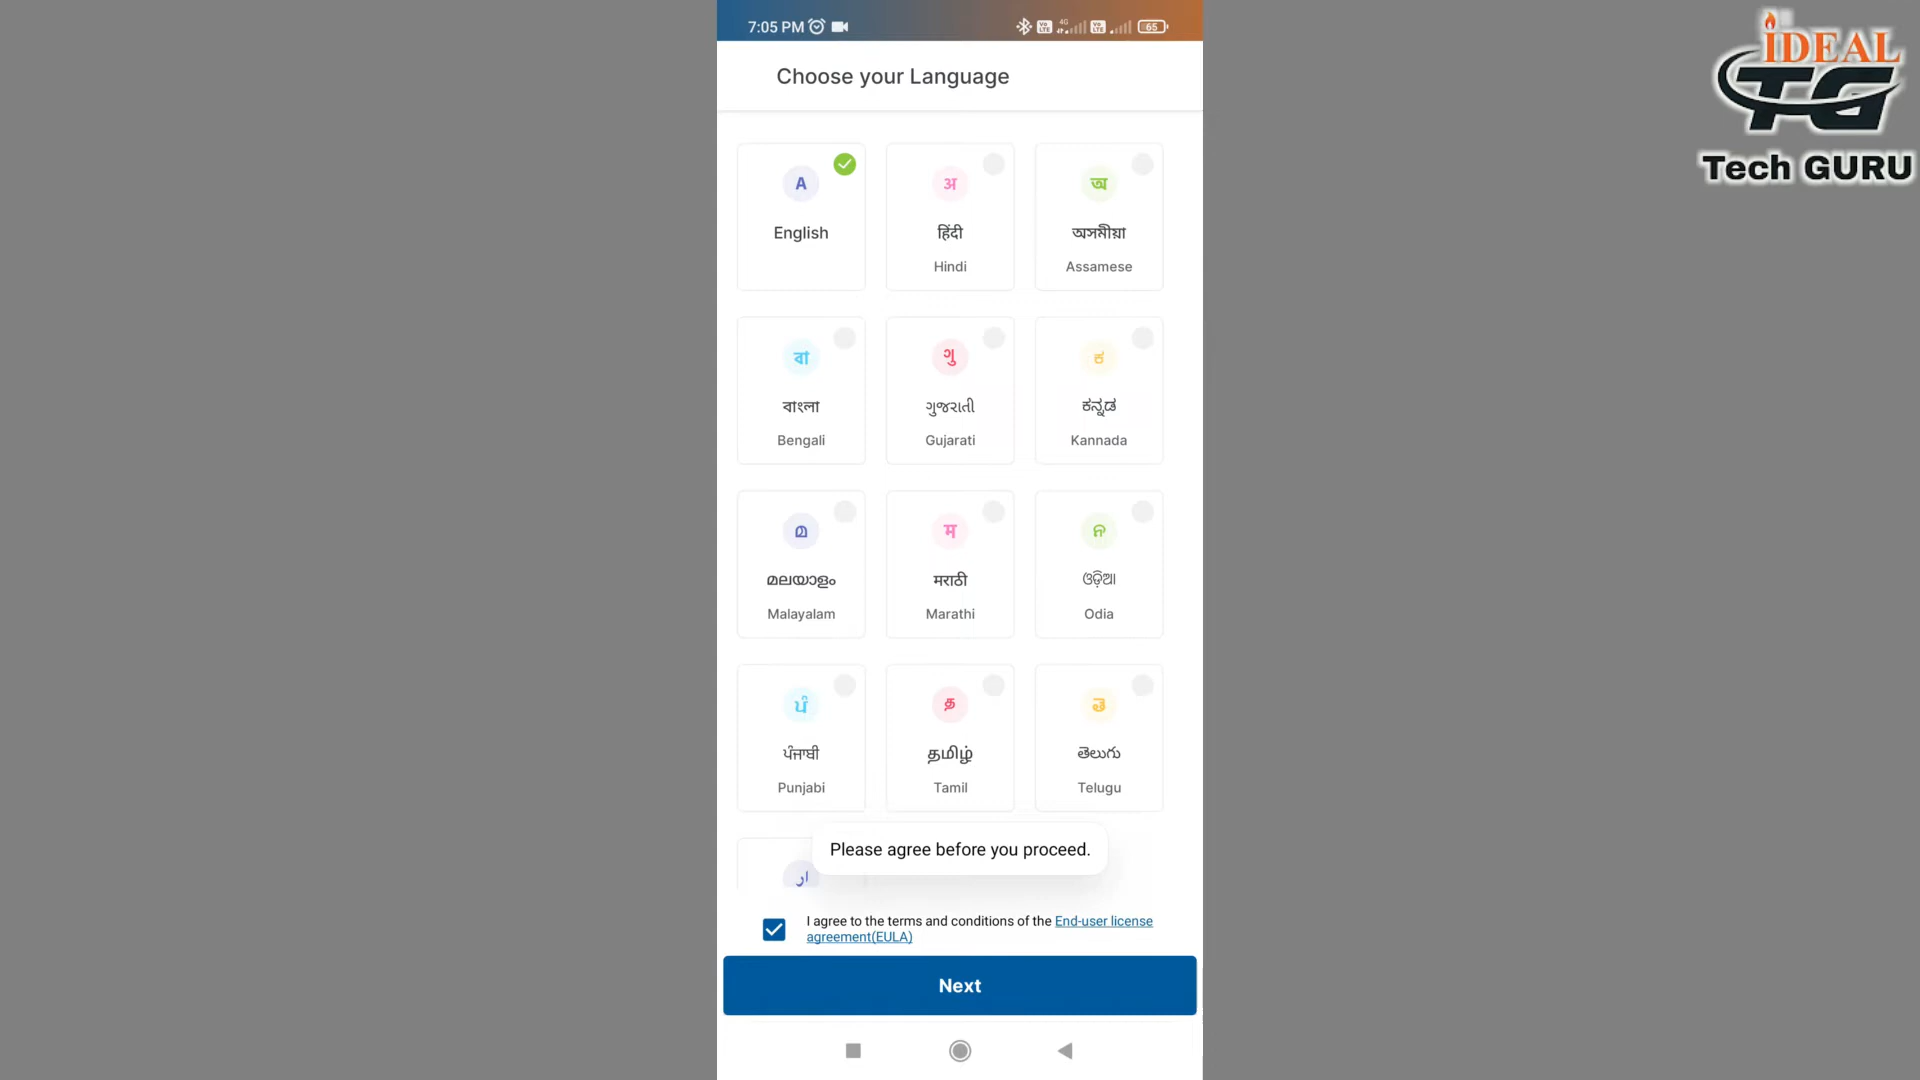 7:05 PM
4G
65
iDEAL
TG
Tech GURU
Choose your Language
A
English
अ
हिंदी
Hindi
অ
অসমীয়া
Assamese
বা
বাংলা
Bengali
ગુ
ગુજરાતી
Gujarati
ಕ
ಕನ್ನಡ
Kannada
മ
മലയാളം
Malayalam
म
मराठी
Marathi
ଓଡ଼ିଆ
Odia
ਪੰ
ਪੰਜਾਬੀ
Punjabi
த
தமிழ்
Tamil
తె
తెలుగు
Telugu
ار
Please agree before you proceed.
I agree to the terms and conditions of the End-user license
agreement(EULA)
Next